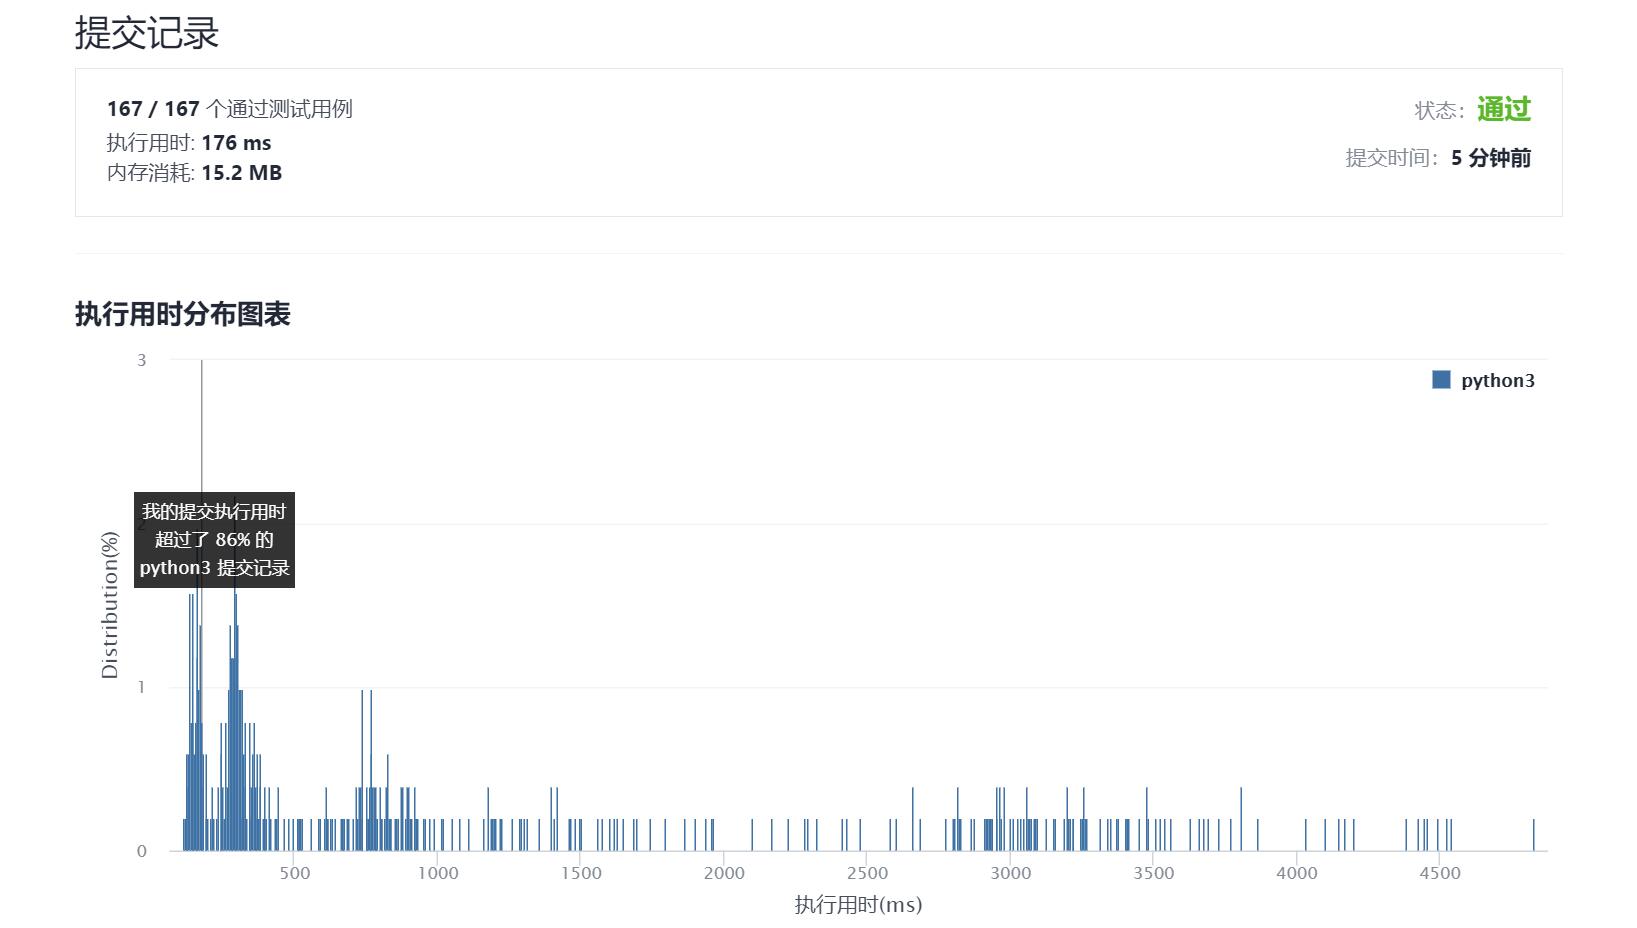 提交记录
167 / 167 个通过测试用例
状态：通过
执行用时: 176 ms
提交时间：5 分钟前
内存消耗: 15.2 MB
执行用时分布图表
3
python3
我的提交执行用时
2
超过了 86% 的
python3 提交记录
Distribution(%)
1
0
500 1000 1500 2000 2500 3000 3500 4000 4500
执行用时(ms)